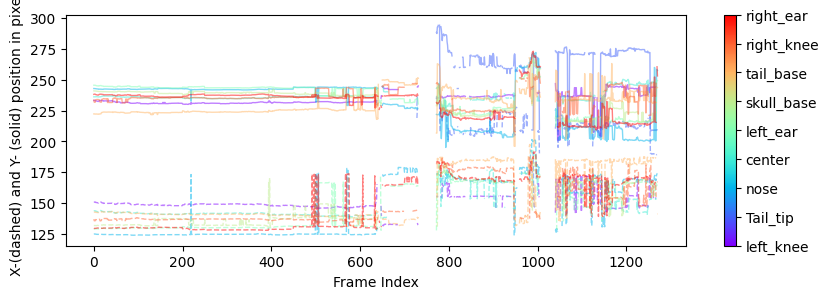 X-(dashed) and Y- (solid) position in pixe
300
275
250
225
200
175
150
125
0
200
400
600
800
1000
1200
Frame Index
right_ear
right_knee
tail_base
skull_base
left_ear
center
nose
Tail_tip
left_knee